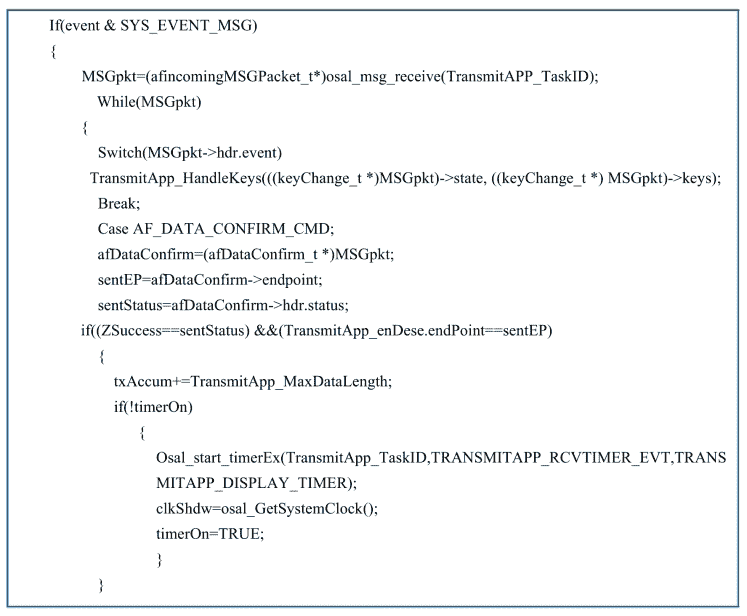 If(event & SYS_EVENT_MSG)
{
MSGpkt=(afincomingMSGPacket_t*)osal_msg_receive(TransmitAPP_TaskID);
While(MSGpkt)
{
Switch(MSGpkt->hdr.event)
TransmitApp_HandleKeys(((keyChange_t *)MSGpkt)->state, ((keyChange_t *) MSGpkt)->keys);
Break;
Case AF_DATA_CONFIRM_CMD;
afDataConfirm=(afDataConfirm_t *)MSGpkt;
sentEP=afDataConfirm->endpoint;
sentStatus=afDataConfirm->hdr.status;
if((ZSuccess==sentStatus) &&(TransmitApp_enDese.endPoint==sentEP)
{
txAccum+=TransmitApp_MaxDataLength;
if(!timerOn)
{
Osal_start_timerEx(TransmitApp_TaskID,TRANSMITAPP_RCVTIMER_EVT,TRANS
MITAPP_DISPLAY_TIMER);
clkShdw=osal_GetSystemClock();
timerOn=TRUE;
}
}